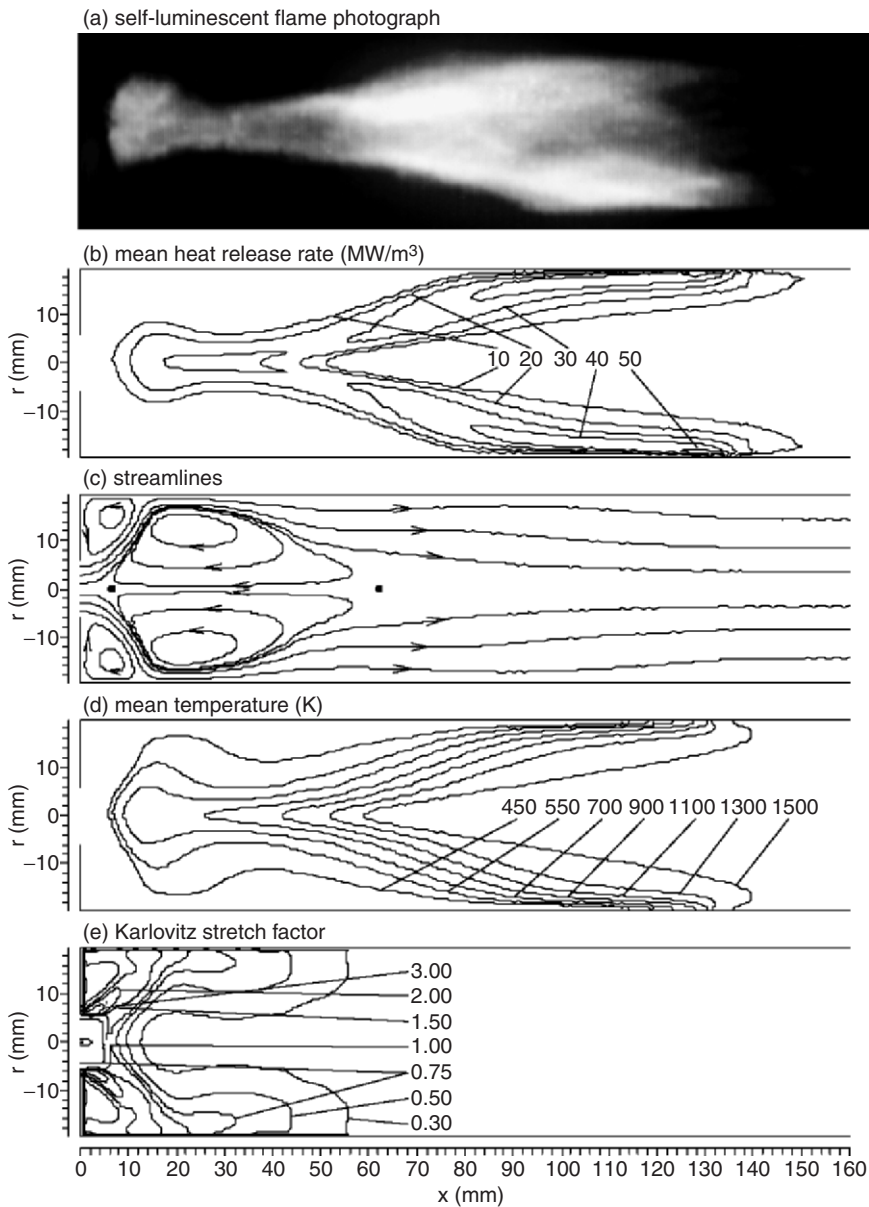 (a) self-luminescent flame photograph
(b) mean heat release rate (MW/m³)
r (mm)
10
0
−10
10 20 30 40 50
(c) streamlines
r (mm)
10
0
−10
(d) mean temperature (K)
r (mm)
10
0
−10
450 550 700 900 1100 1300 1500
(e) Karlovitz stretch factor
r (mm)
10
0
−10
3.00
2.00
1.50
1.00
0.75
0.50
0.30
0 10 20 30 40 50 60 70 80 90 100 110 120 130 140 150 160
x (mm)